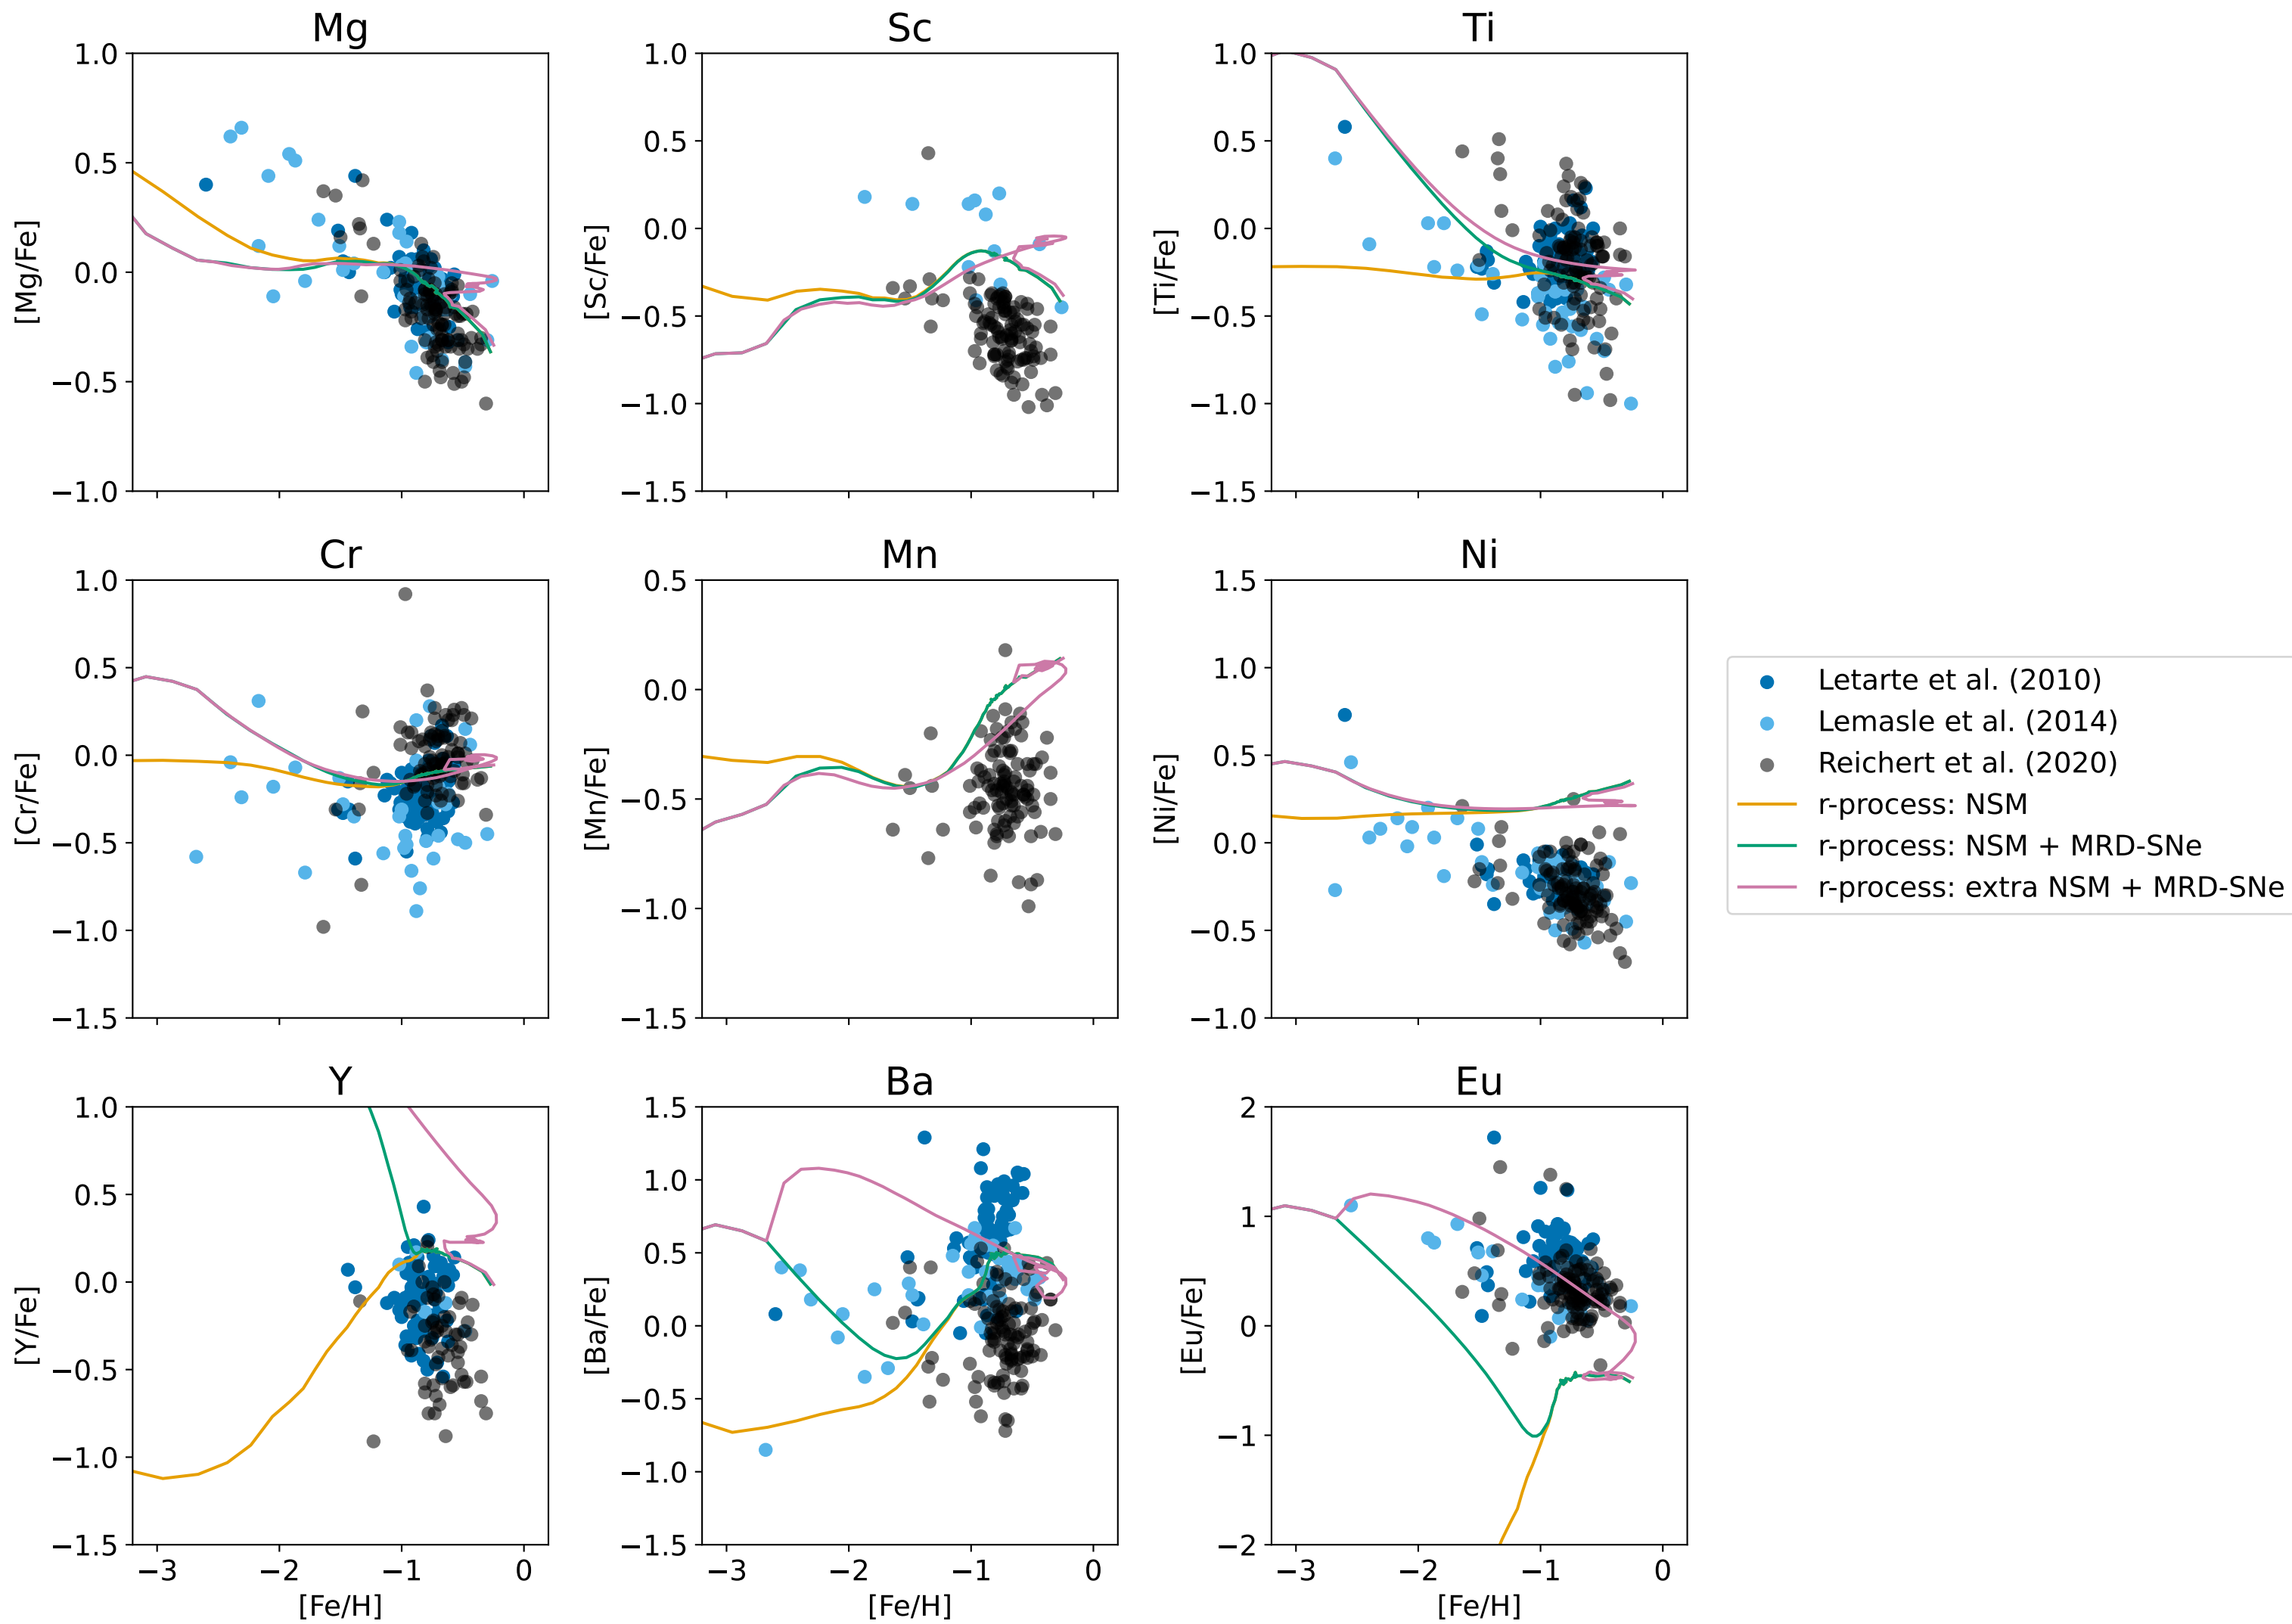 Mg
Sc
Ti
1.0
0.5
0.0
−0.5
−1.0
[Mg/Fe]
−3
−2
−1
0
1.0
0.5
0.0
−0.5
−1.0
−1.5
[Sc/Fe]
1.0
0.5
0.0
−0.5
−1.0
−1.5
[Ti/Fe]
Cr
Mn
Ni
1.0
0.5
0.0
−0.5
−1.0
−1.5
[Cr/Fe]
0.5
0.0
−0.5
−1.0
−1.5
[Mn/Fe]
1.5
1.0
0.5
0.0
−0.5
−1.0
[Ni/Fe]
Letarte et al. (2010)
Lemasle et al. (2014)
Reichert et al. (2020)
r-process: NSM
r-process: NSM + MRD-SNe
r-process: extra NSM + MRD-SNe
Y
Ba
Eu
1.0
0.5
0.0
−0.5
−1.0
−1.5
[Y/Fe]
−3
−2
−1
0
[Fe/H]
1.5
1.0
0.5
0.0
−0.5
−1.0
−1.5
[Ba/Fe]
−3
−2
−1
0
[Fe/H]
2
1
0
−1
−2
[Eu/Fe]
−3
−2
−1
0
[Fe/H]